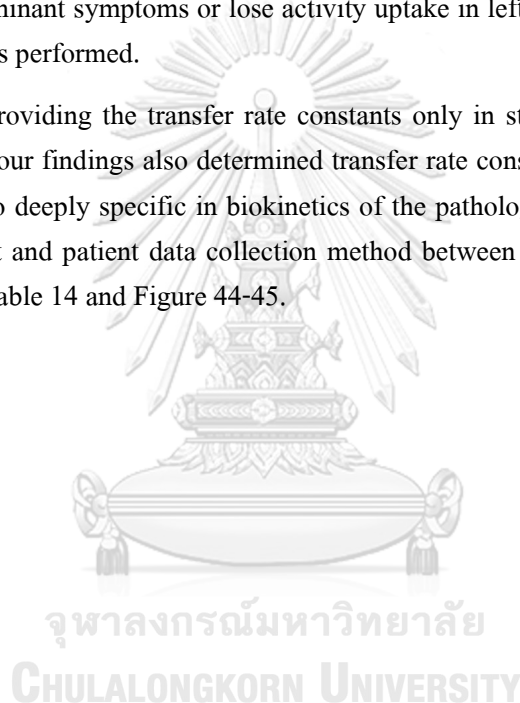 ninant symptoms or lose activity uptake in left
s performed.
roviding the transfer rate constants only in st
our findings also determined transfer rate cons
o deeply specific in biokinetics of the patholo
t and patient data collection method between
able 14 and Figure 44-45.
จุฬาลงกรณ์มหาวิทยาลัย
CHULALONGKORN UNIVERSITY